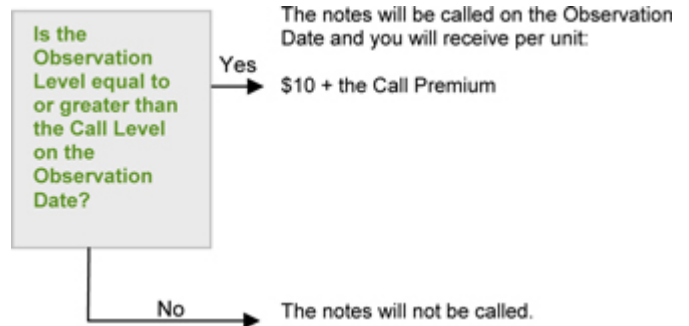 Is the
Observation
Level equal to
or greater than
the Call Level
on the
Observation
Date?
Yes
The notes will be called on the Observation
Date and you will receive per unit:
$10 + the Call Premium
No
The notes will not be called.